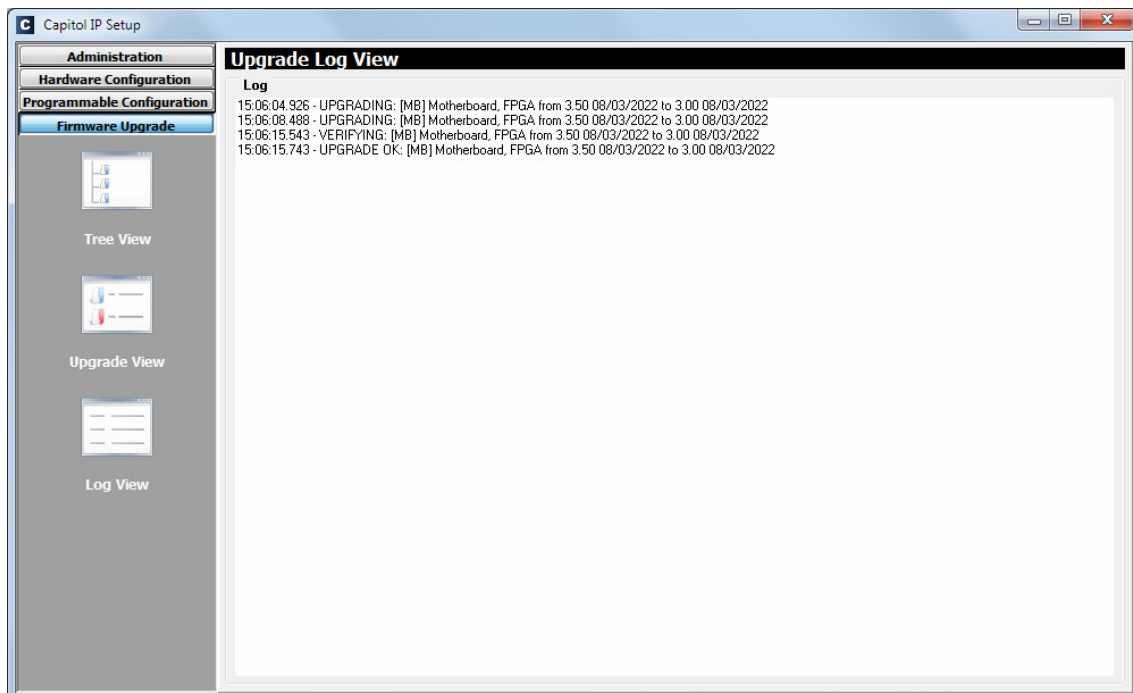 C Capitol IP Setup
Administration
Hardware Configuration
Programmable Configuration
Firmware Upgrade
Tree View
Upgrade View
Log View
Upgrade Log View
Log
15:06:04.926 - UPGRADING: [MB] Motherboard, FPGA from 3.50 08/03/2022 to 3.00 08/03/2022
15:06:08.488 - UPGRADING: [MB] Motherboard, FPGA from 3.50 08/03/2022 to 3.00 08/03/2022
15:06:15.543 - VERIFYING: [MB] Motherboard, FPGA from 3.50 08/03/2022 to 3.00 08/03/2022
15:06:15.743 - UPGRADE OK: [MB] Motherboard, FPGA from 3.50 08/03/2022 to 3.00 08/03/2022